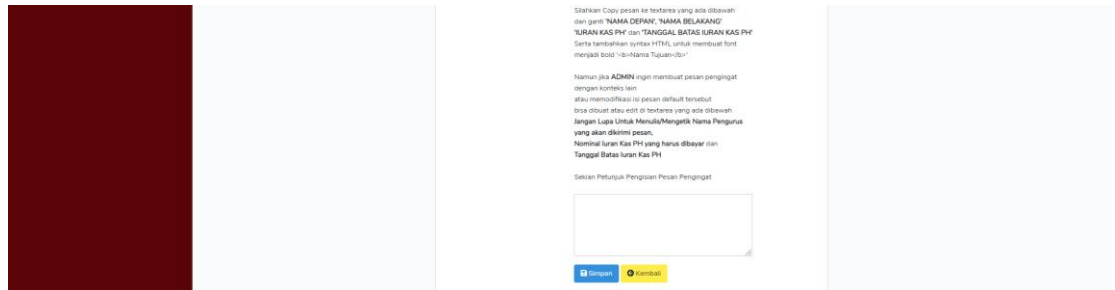 Silahkan Copy pesan ke textarea yang ada dibawah
dan ganti 'NAMA DEPAN', 'NAMA BELAKANG'
'IURAN KAS PH' dan 'TANGGAL BATAS IURAN KAS PH'
Serta tambahkan syntax HTML untuk membuat font
menjadi bold '<b>Nama Tujuan</b>'
Namun jika ADMIN ingin membuat pesan pengingat
dengan konteks lain
atau memodifikasi isi pesan default tersebut
bisa dibuat atau edit di textarea yang ada dibawah
Jangan Lupa Untuk Menulis/Mengetik Nama Pengurus
yang akan dikirimi pesan,
Nominal Iuran Kas PH yang harus dibayar dan
Tanggal Batas Iuran Kas PH
Sekian Petunjuk Pengisian Pesan Pengingat
Simpan Kembali